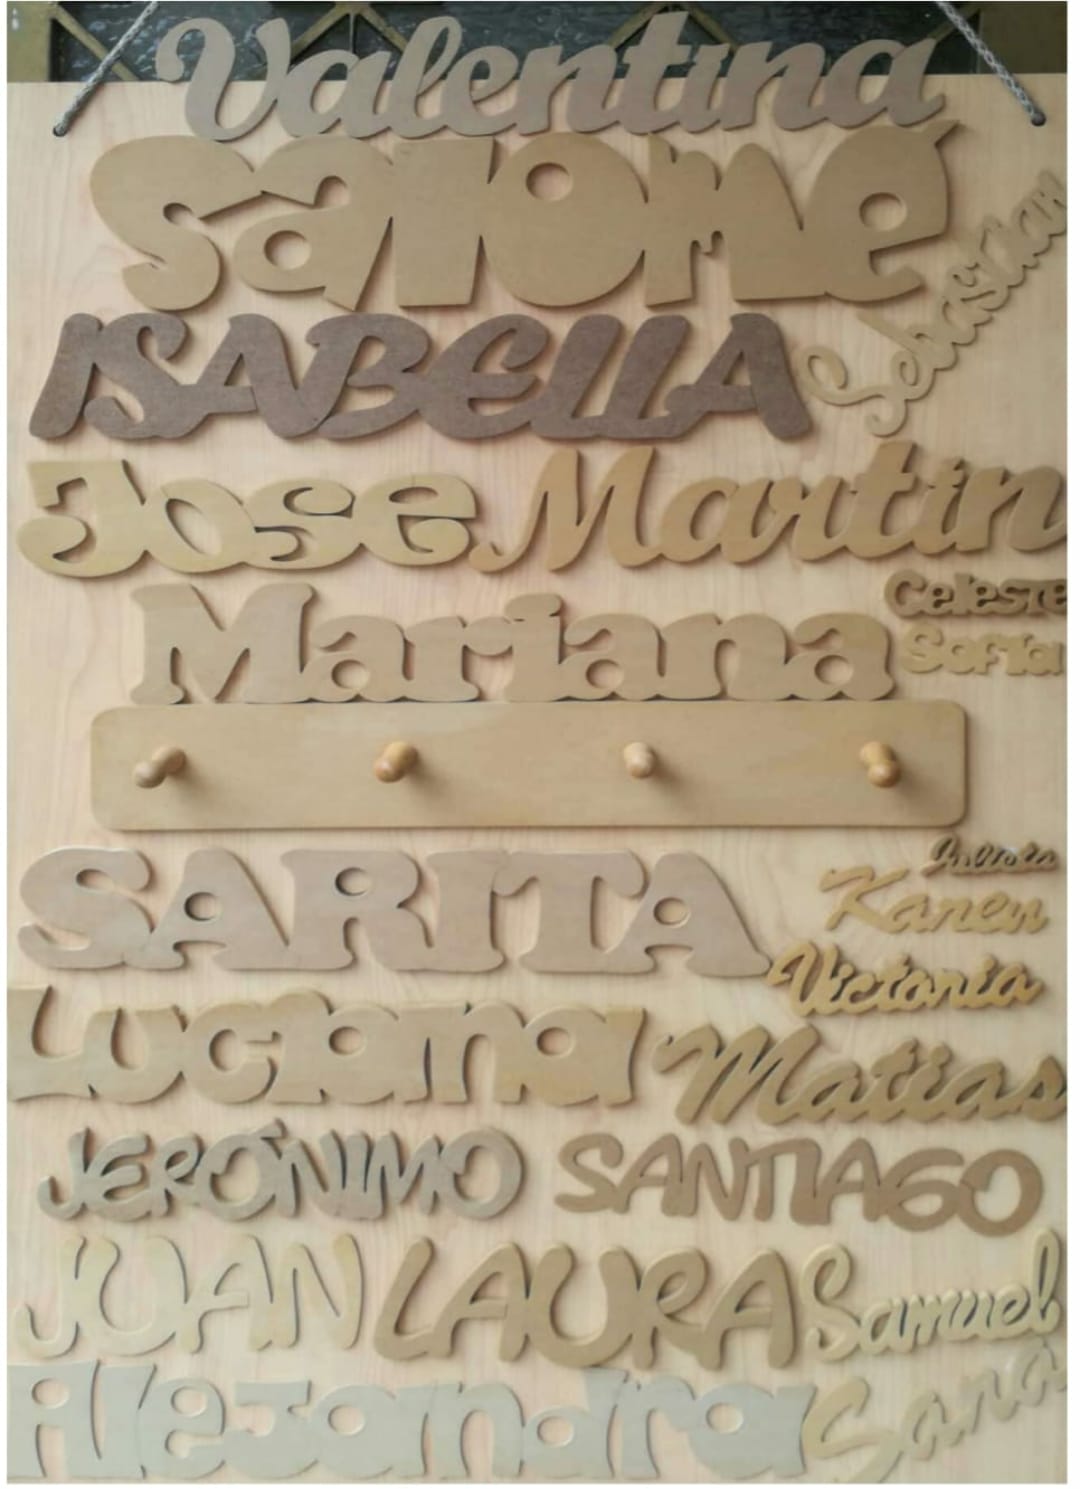 Valentina
Salomé
Sebastian
ISABELLA
Jose Martin
Mariana
Celeste
Sofia
SARITA
Julieta
Karen
Victoria
Luciana
Matias
JERÓNIMO SANTIAGO
JUAN LAURA Samuel
Alejandra Sara